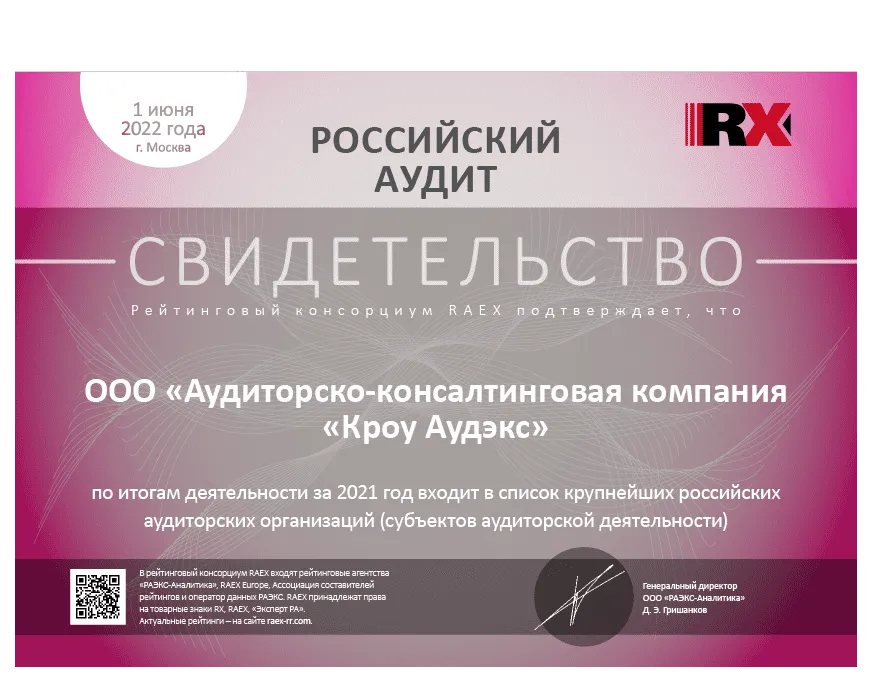 1 июня
2022 года
г. Москва
РОССИЙСКИЙ
АУДИТ
RX
СВИДЕТЕЛЬСТВО
Рейтинговый консорциум RAEX подтверждает, что
ООО «Аудиторско-консалтинговая компания
«Кроу Аудэкс»
по итогам деятельности за 2021 год входит в список крупнейших российских
аудиторских организаций (субъектов аудиторской деятельности)
В рейтинговый консорциум RAEX входят рейтинговые агентства
«РАЭКС-Аналитика», RAEX Europe, Ассоциация составителей
рейтингов и оператор данных РАЭКС. RAEX принадлежат права
на товарные знаки RX, RAEX, «Эксперт РА».
Актуальные рейтинги – на сайте raex-rr.com.
Генеральный директор
ООО «РАЭКС-Аналитика»
Д. Э. Гришанков